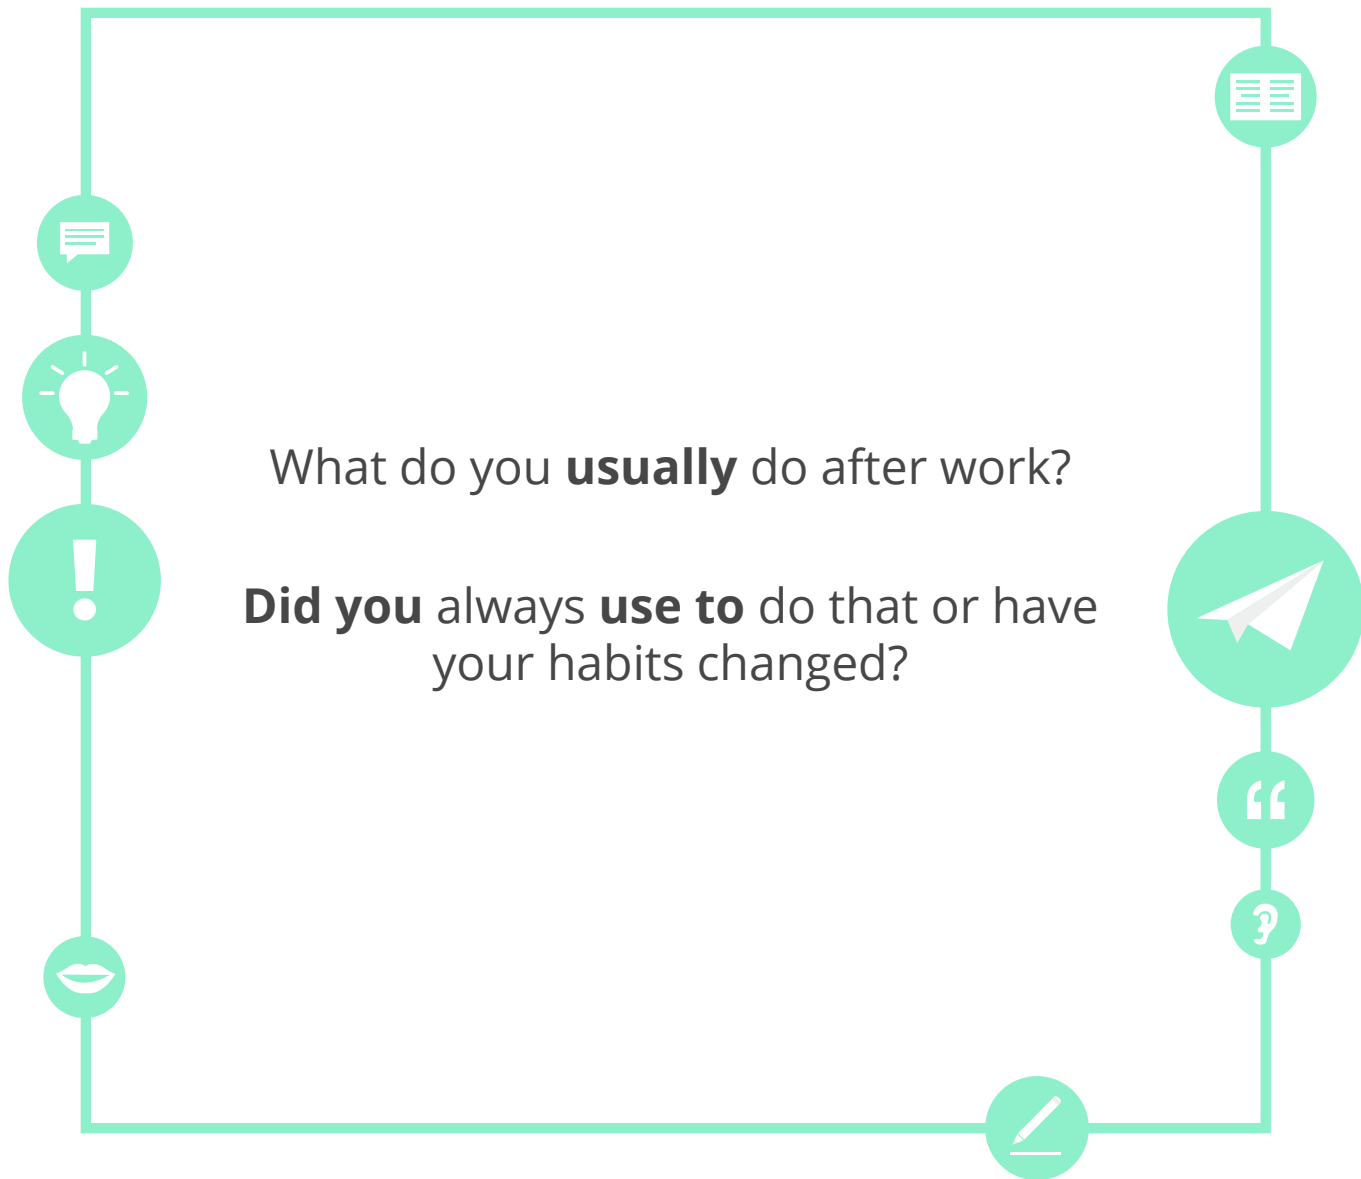 What do you usually do after work?
Did you always use to do that or have
your habits changed?